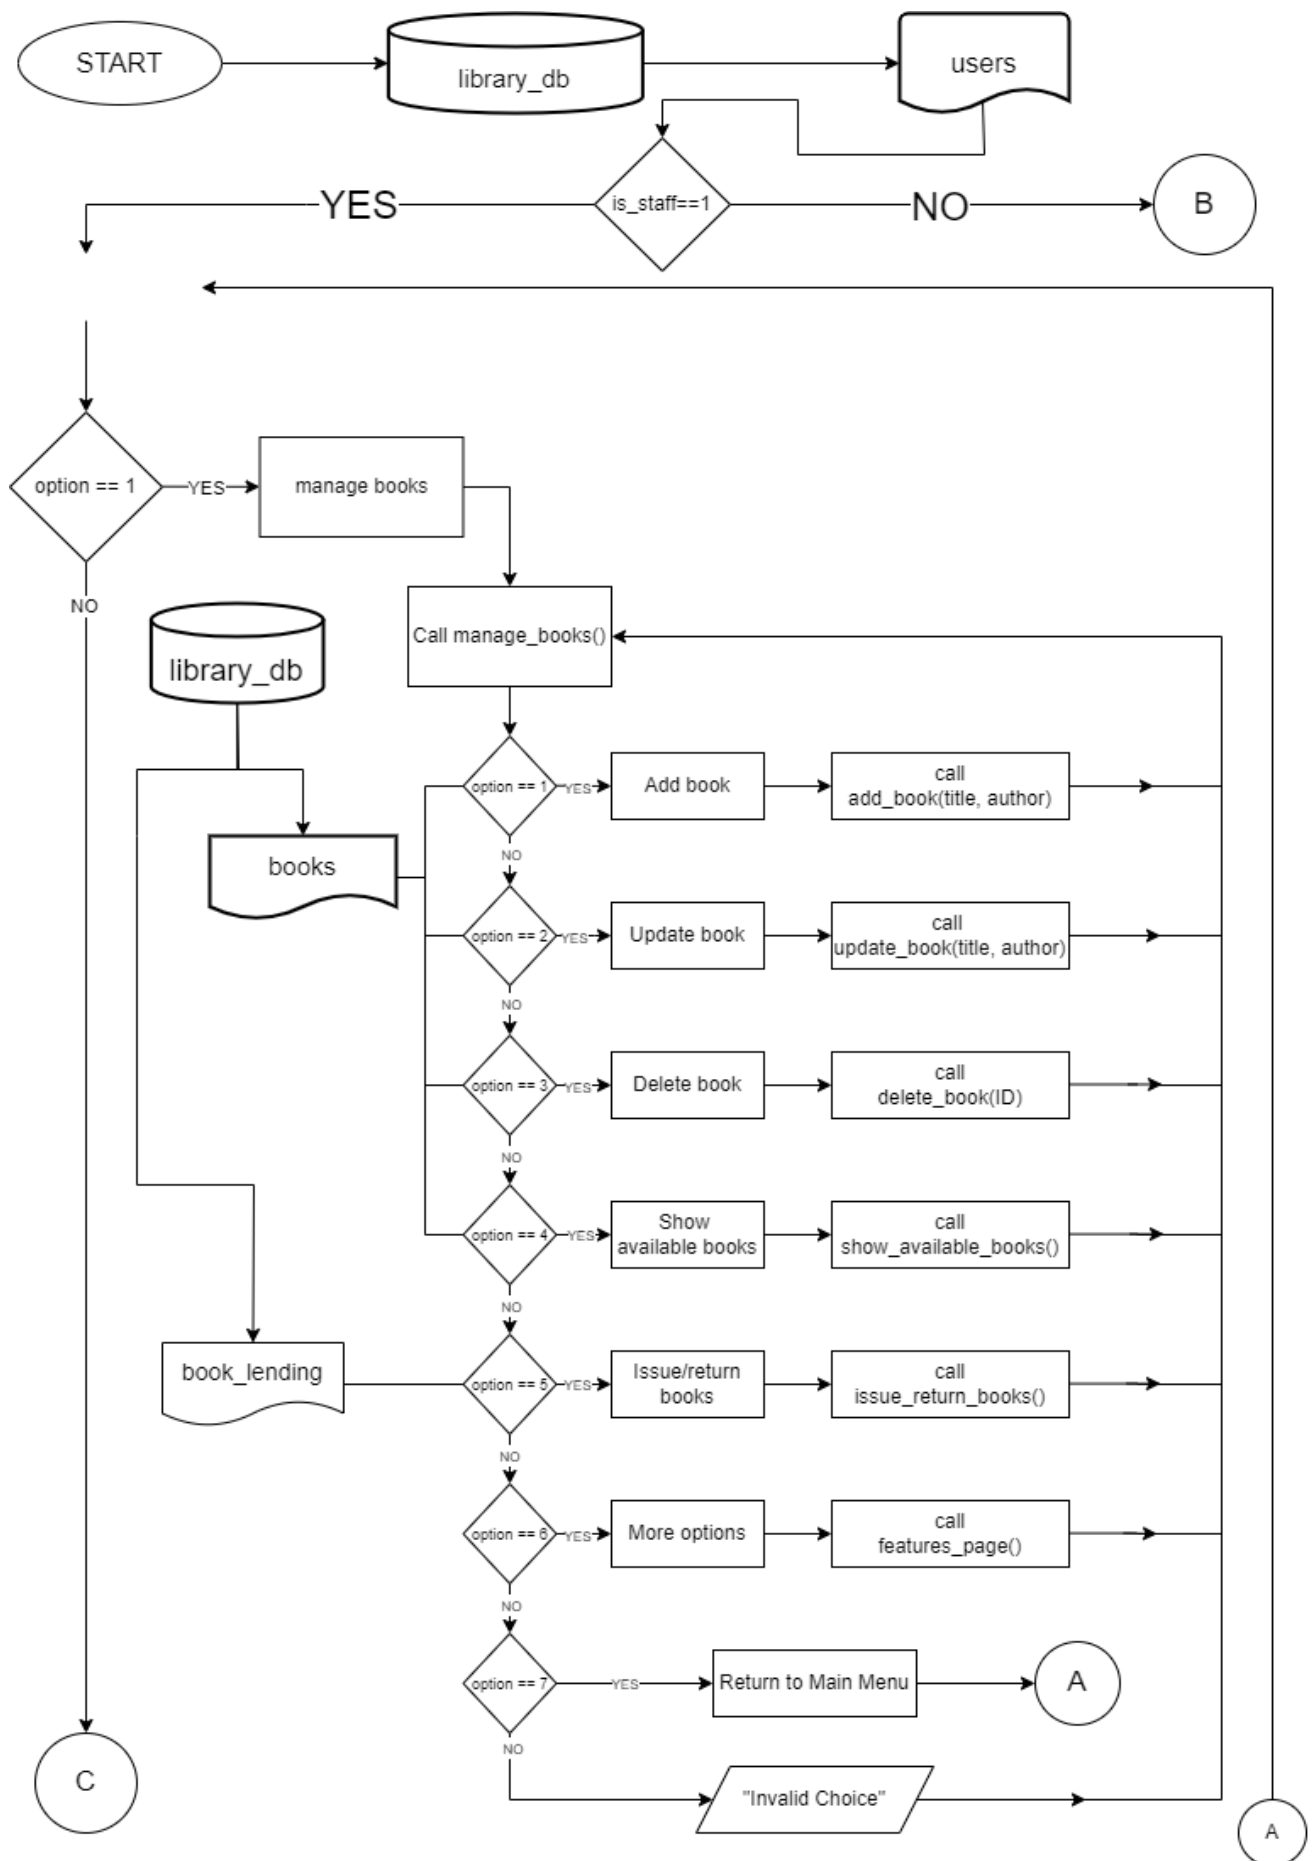 START
library_db
users
is_staff==1
YES
NO
B
option == 1
YES
manage books
NO
Call manage_books()
library_db
option == 1
YES
Add book
call
add_book(title, author)
NO
books
option == 2
YES
Update book
call
update_book(title, author)
NO
option == 3
YES
Delete book
call
delete_book(ID)
NO
option == 4
YES
Show
available books
call
show_available_books()
NO
book_lending
option == 5
YES
Issue/return
books
call
issue_return_books()
NO
option == 6
YES
More options
call
features_page()
NO
option == 7
YES
Return to Main Menu
A
NO
C
"Invalid Choice"
A